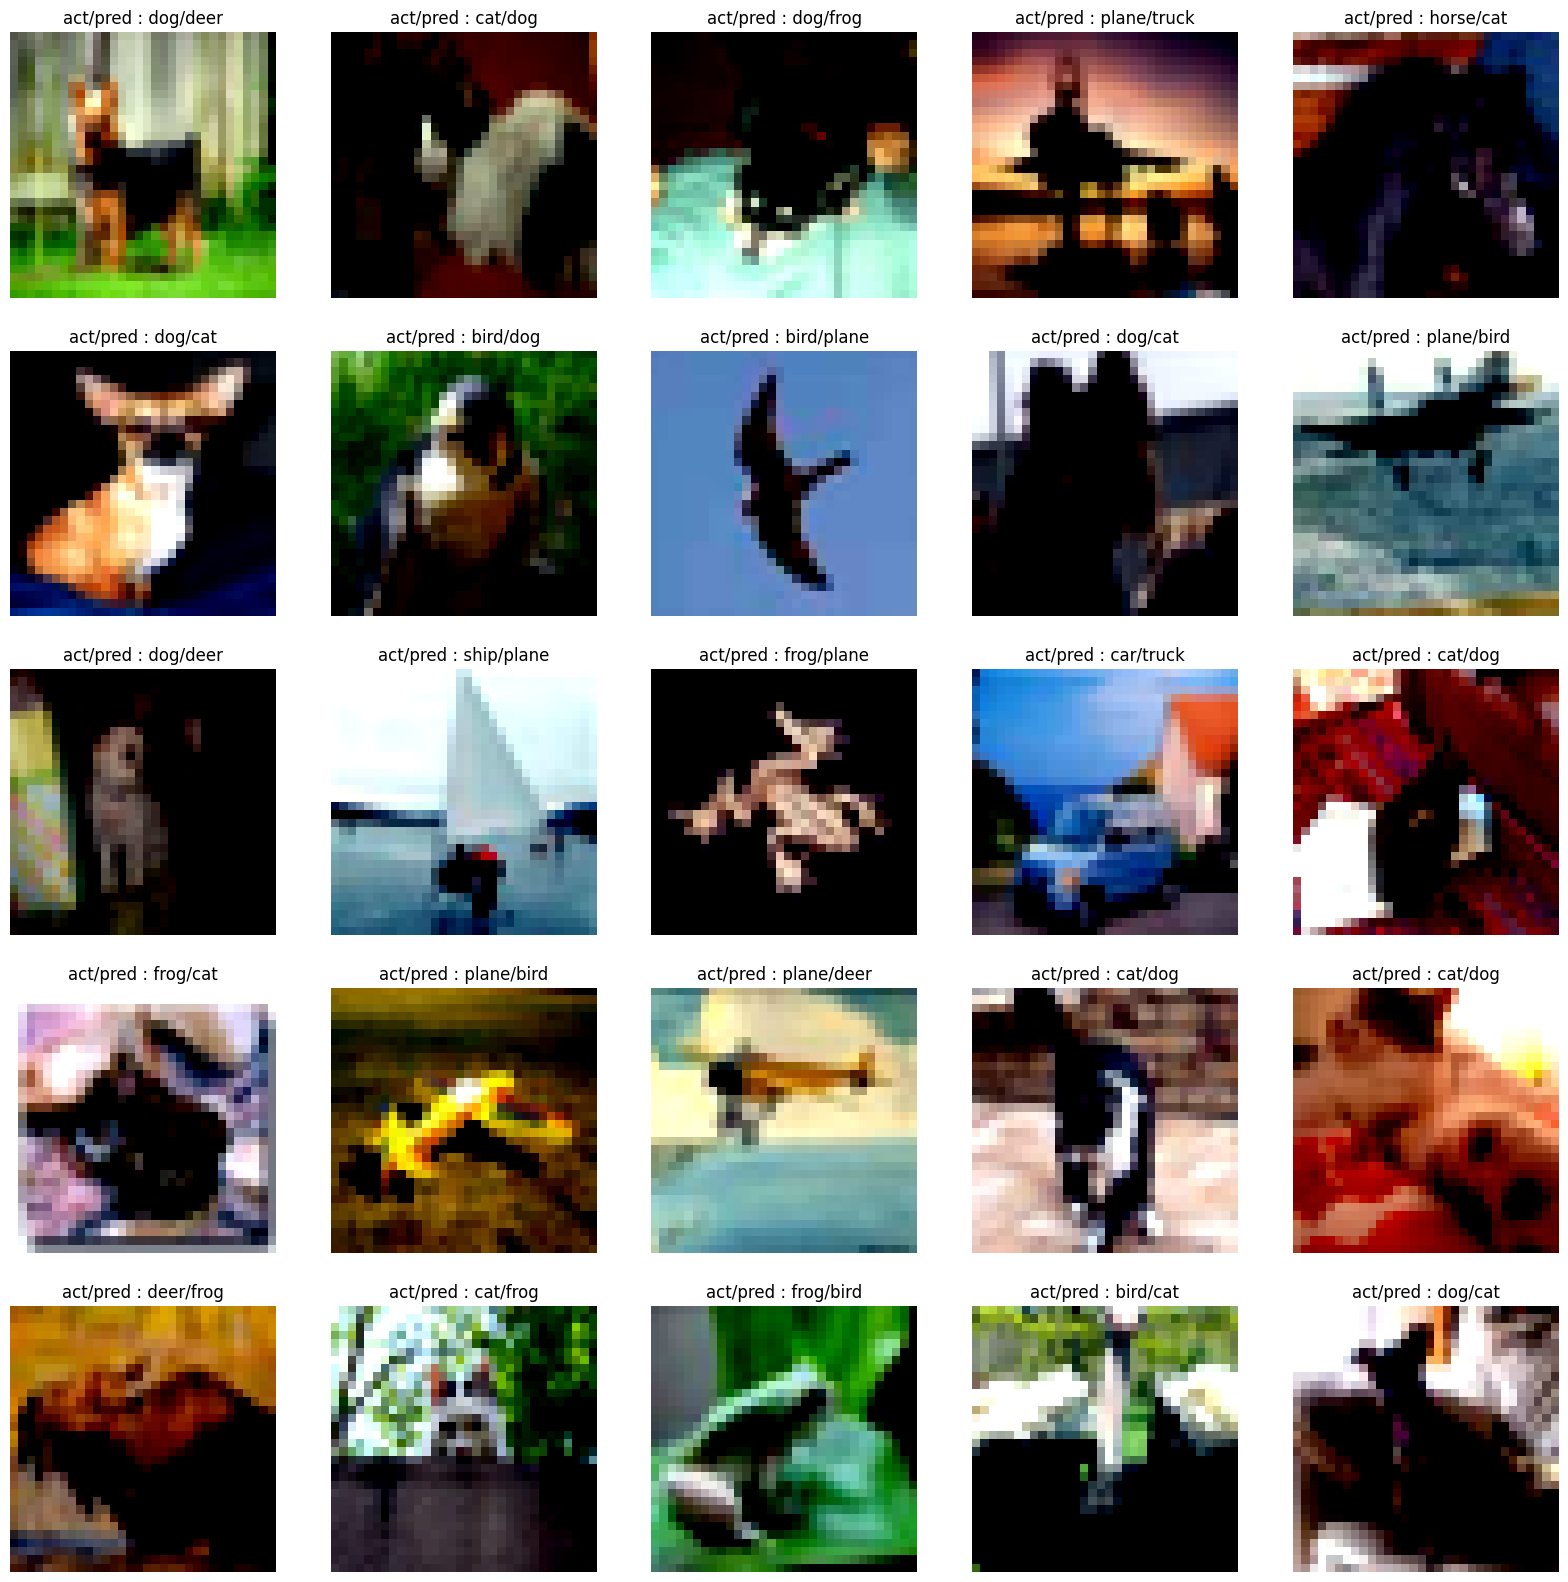 act/pred : dog/deer
act/pred : cat/dog
act/pred : dog/frog
act/pred : plane/truck
act/pred : horse/cat
act/pred : dog/cat
act/pred : bird/dog
act/pred : bird/plane
act/pred : dog/cat
act/pred : plane/bird
act/pred : dog/deer
act/pred : ship/plane
act/pred : frog/plane
act/pred : car/truck
act/pred : cat/dog
act/pred : frog/cat
act/pred : plane/bird
act/pred : plane/deer
act/pred : cat/dog
act/pred : cat/dog
act/pred : deer/frog
act/pred : cat/frog
act/pred : frog/bird
act/pred : bird/cat
act/pred : dog/cat